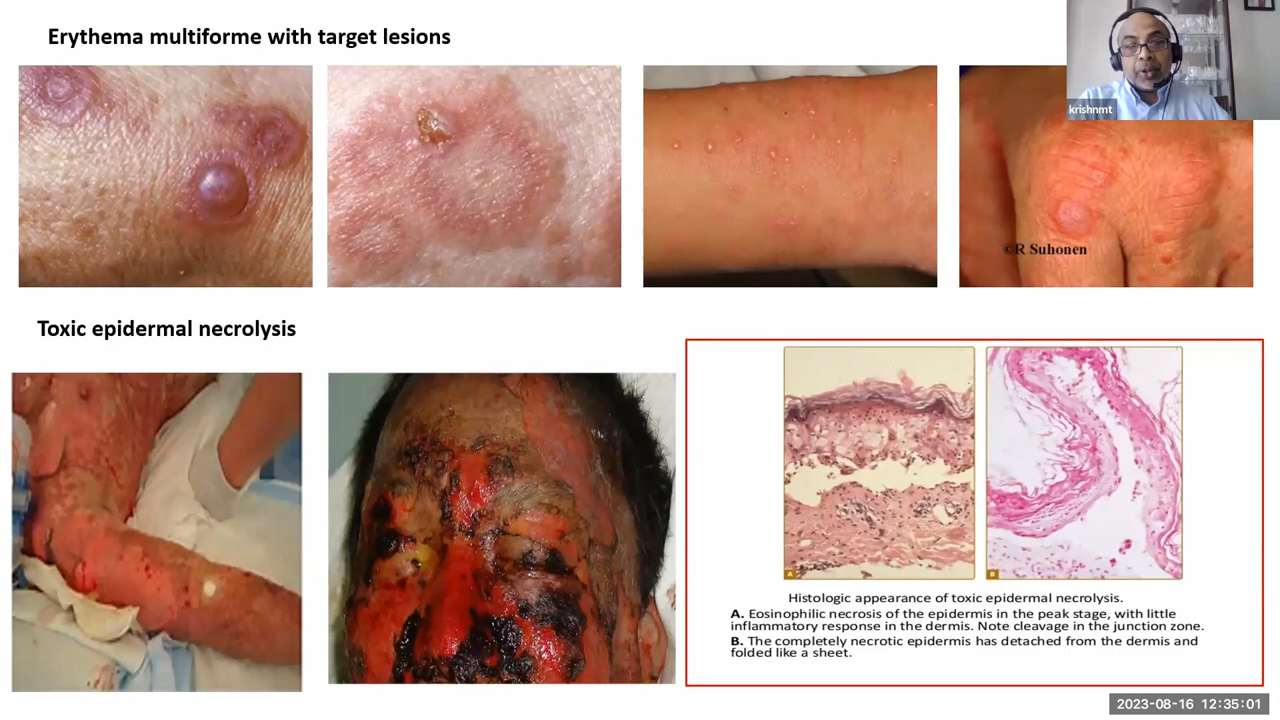 Erythema multiforme with target lesions
krishnmt
©R Suhonen
Toxic epidermal necrolysis
A
B
Histologic appearance of toxic epidermal necrolysis.
A. Eosinophilic necrosis of the epidermis in the peak stage, with little
inflammatory response in the dermis. Note cleavage in the junction zone.
B. The completely necrotic epidermis has detached from the dermis and
folded like a sheet.
2023-08-16 12:35:01